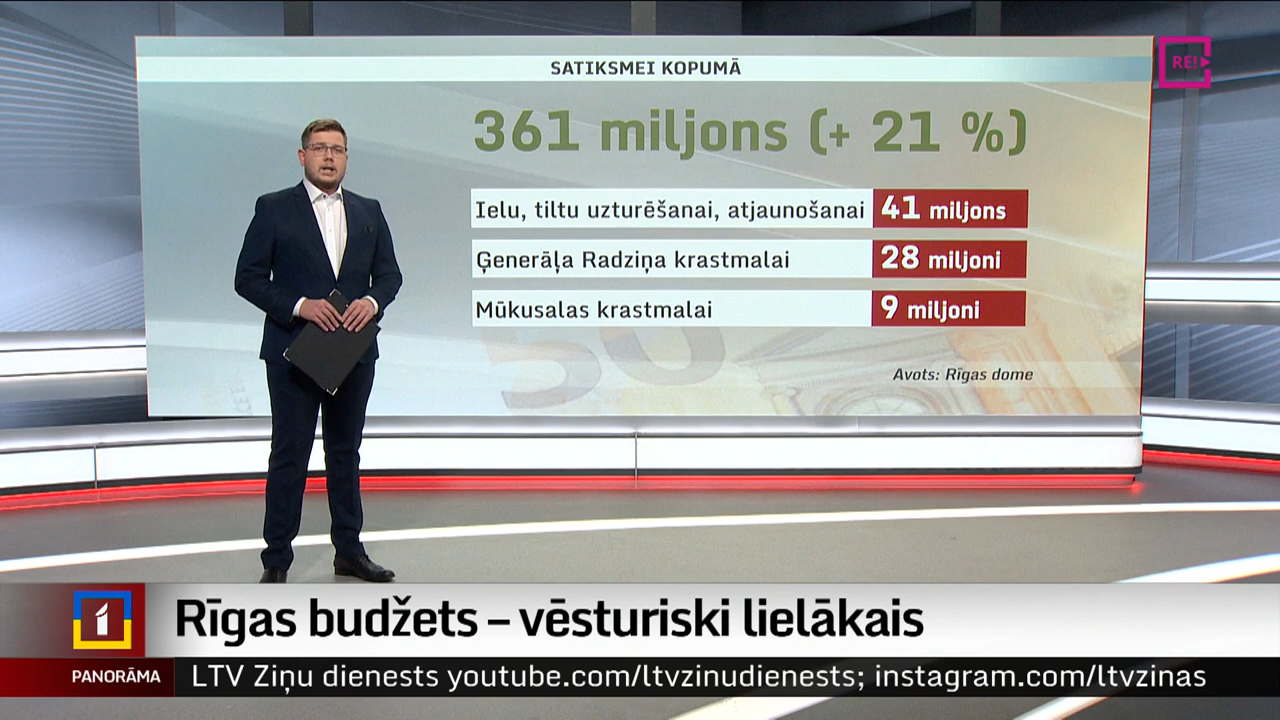 SATIKSMEI KOPUMĀ
RE!
361 miljons (+ 21 %)
Ielu, tiltu uzturēšanai, atjaunošanai 41 miljons
Ģenerāļa Radziņa krastmalai 28 miljoni
Mūkusalas krastmalai 9 miljoni
50
Avots: Rīgas dome
1 Rīgas budžets – vēsturiski lielākais
PANORĀMA LTV Ziņu dienests youtube.com/ltvzinudienests; instagram.com/ltvzinas